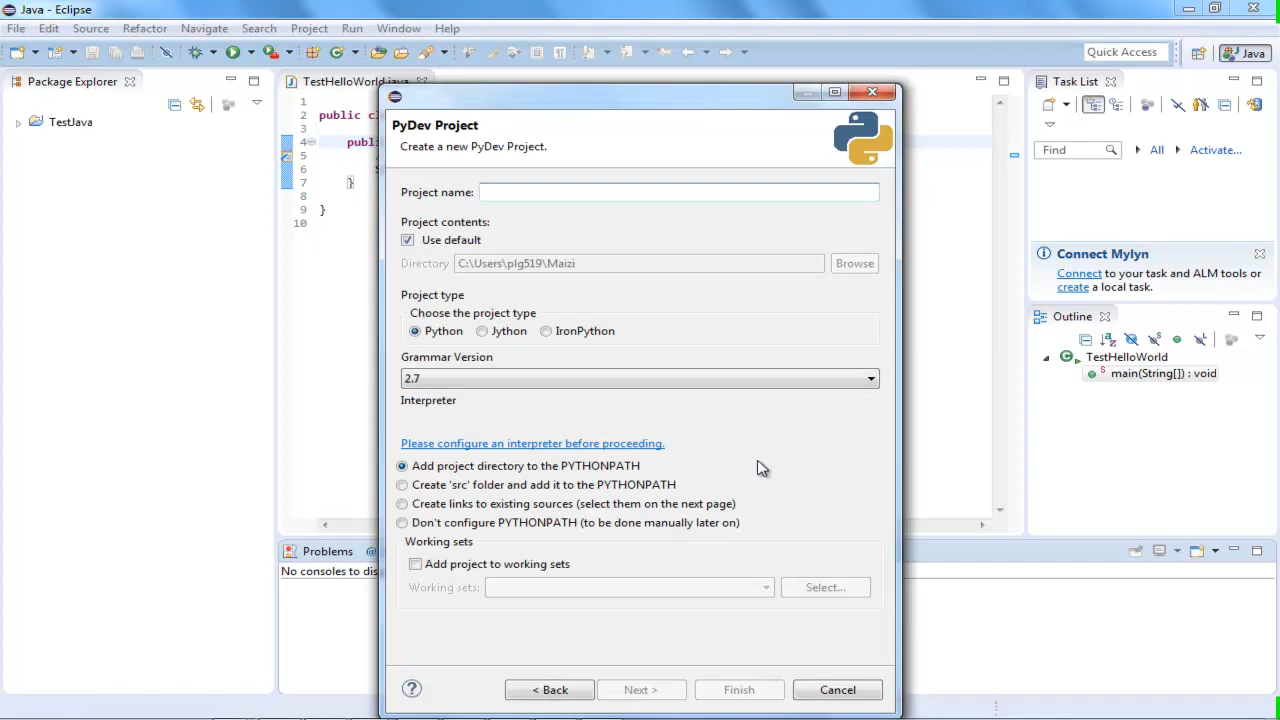 Java - Eclipse
File Edit Source Refactor Navigate Search Project Run Window Help
Quick Access
Java
Package Explorer
TestJava
TestHelloWorld.java
1
2 public cl
3
4 publ
5
6
7 }
8
9 }
10
PyDev Project
Create a new PyDev Project.
Project name:
Project contents:
Use default
Directory C:\Users\plg519\Maizi Browse
Project type
Choose the project type
Python Jython IronPython
Grammar Version
2.7
Interpreter
Please configure an interpreter before proceeding.
Add project directory to the PYTHONPATH
Create 'src' folder and add it to the PYTHONPATH
Create links to existing sources (select them on the next page)
Don't configure PYTHONPATH (to be done manually later on)
Working sets
Add project to working sets
Working sets: Select...
< Back Next > Finish Cancel
Task List
Find All Activate...
Connect Mylyn
Connect to your task and ALM tools or
create a local task.
Outline
TestHelloWorld
main(String[]) : void
Problems @
No consoles to dis